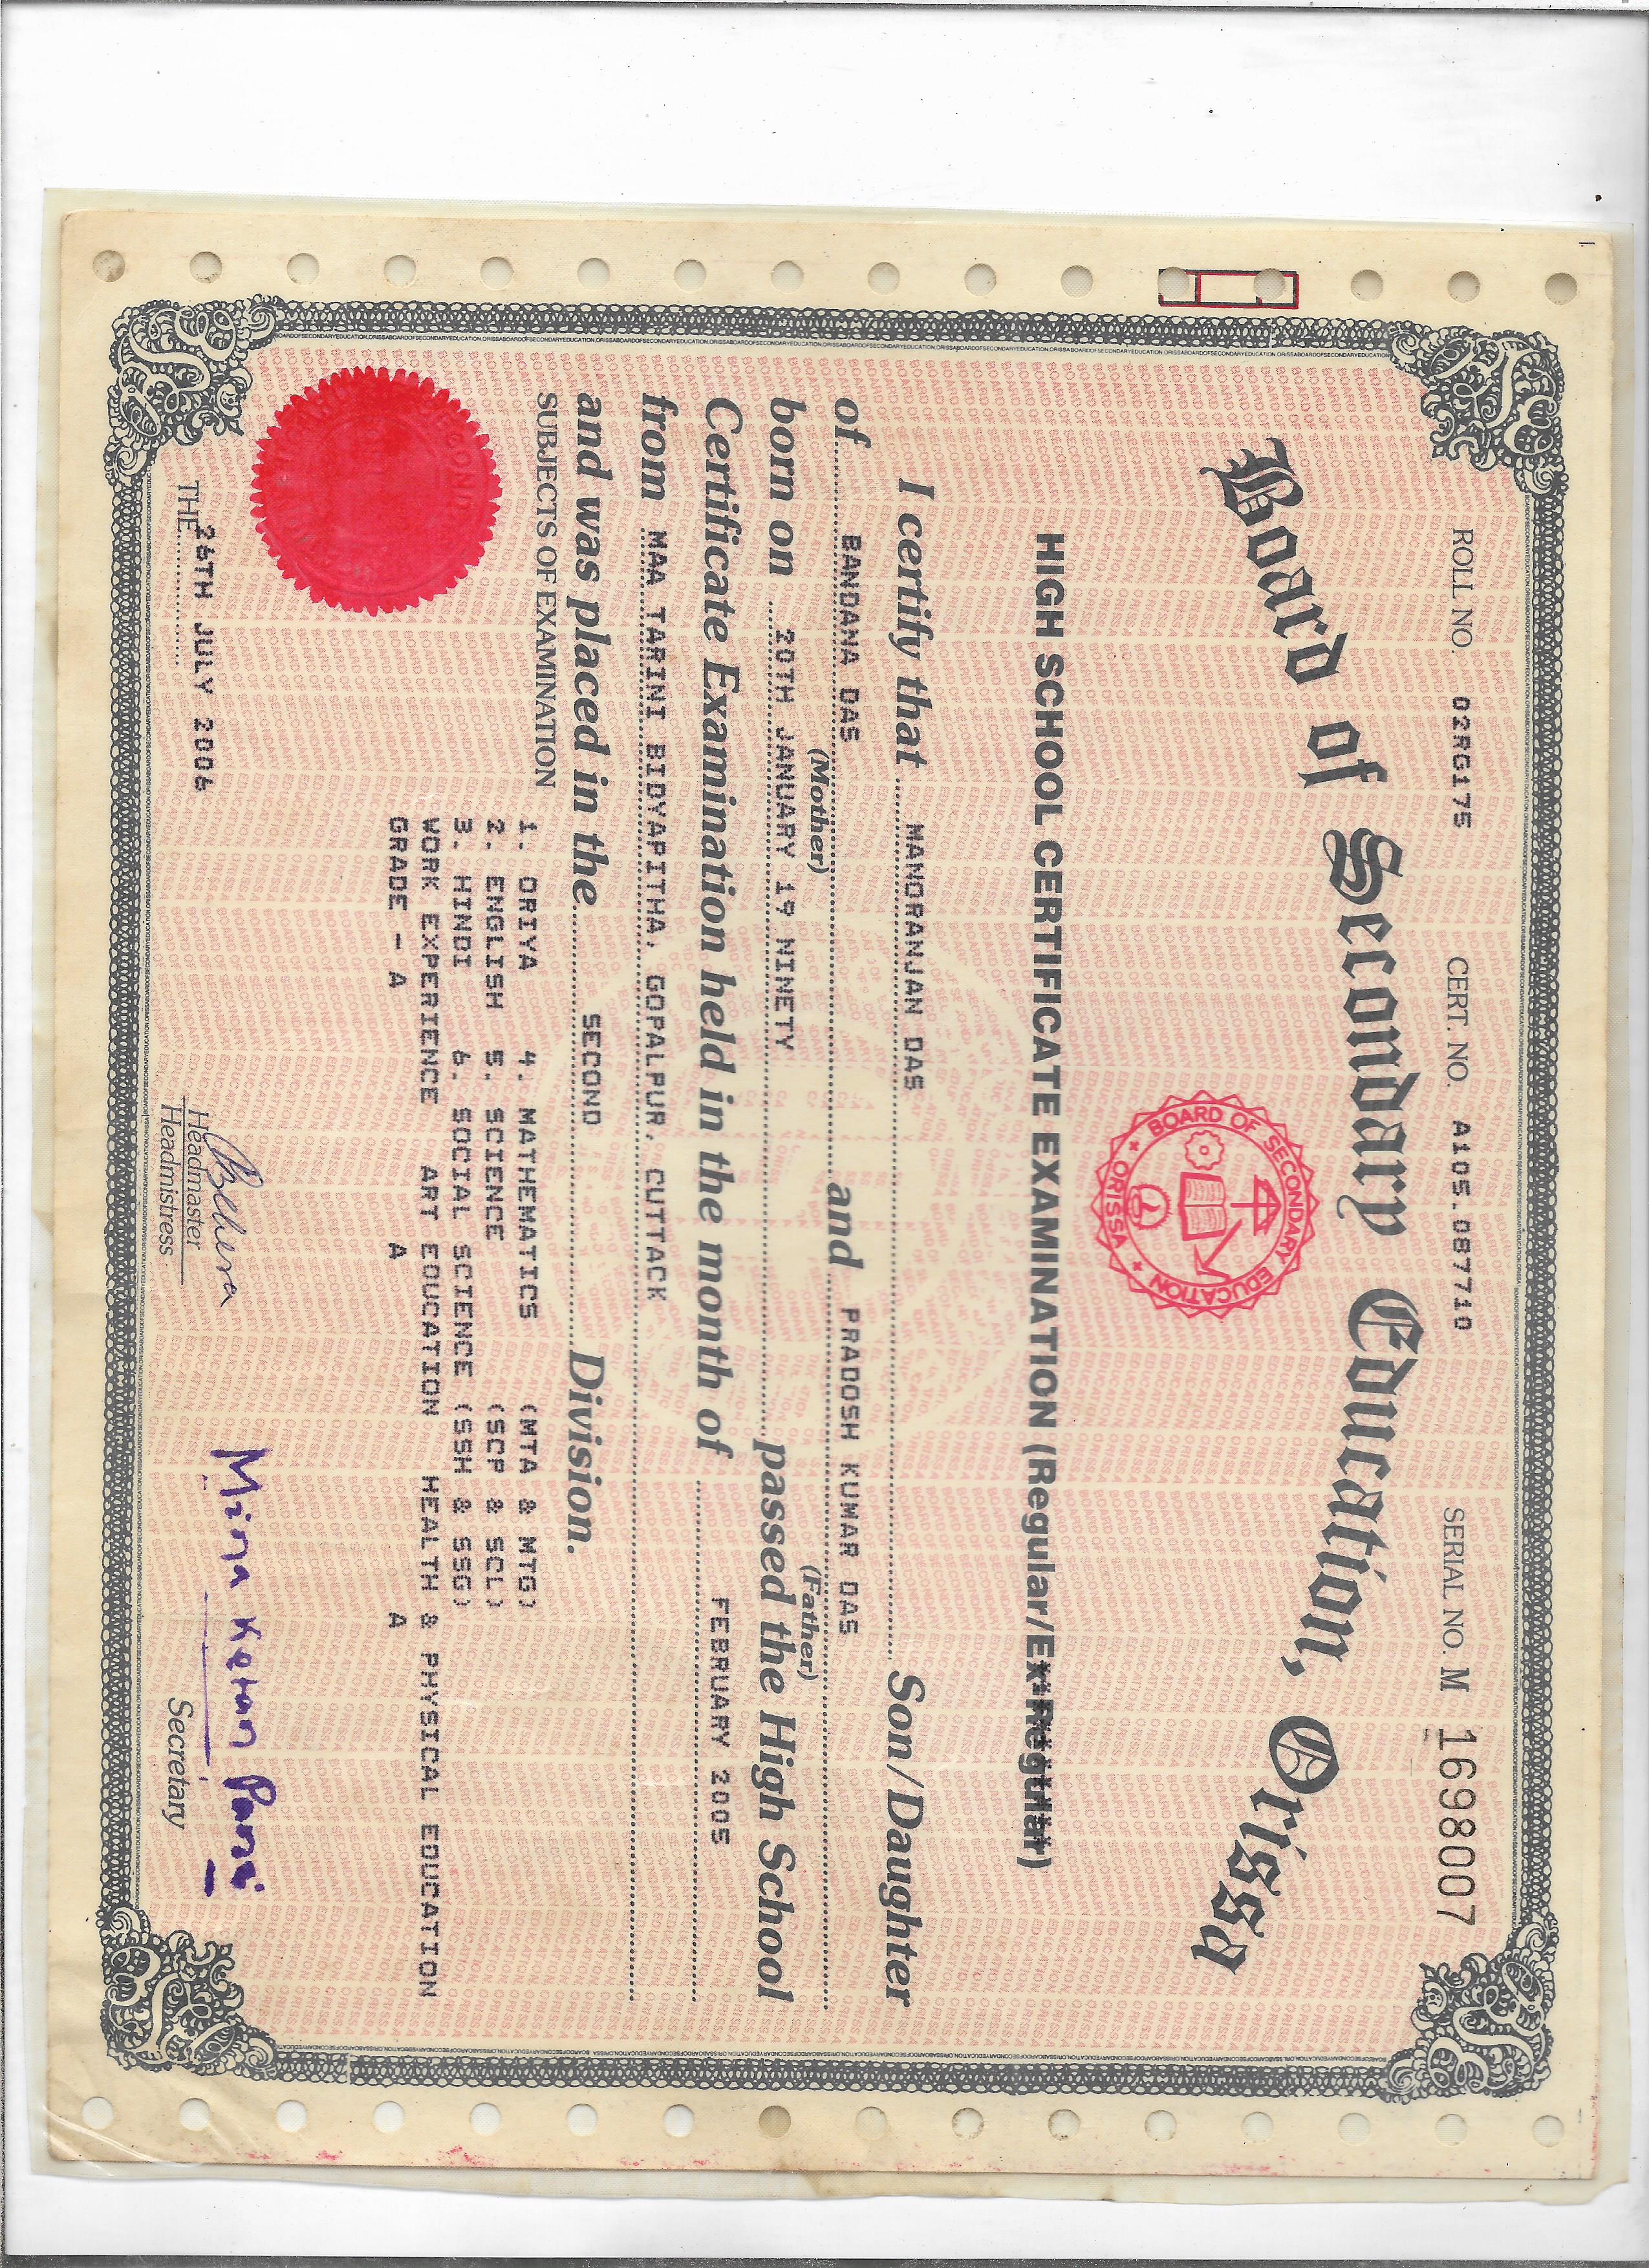 ROLL NO. 02RG175 CERT. NO. A105.087710 SERIAL NO. M 1698007
Board of Secondary Education, Orissa
BOARD OF SECONDARY EDUCATION
ORISSA
HIGH SCHOOL CERTIFICATE EXAMINATION (Regular/Ex-Regular)
I certify that MANORANJAN DAS Son/Daughter
of BANDANA DAS and PRADOSH KUMAR DAS
(Mother) (Father)
born on 20TH JANUARY 19 NINETY passed the High School
Certificate Examination held in the month of FEBRUARY 2005
from MAA TARINI BIDYAPITHA, GOPALPUR, CUTTACK
and was placed in the SECOND Division.
SUBJECTS OF EXAMINATION
1. ORIYA 4. MATHEMATICS (MTA & MTG)
2. ENGLISH 5. SCIENCE (SCP & SCL)
3. HINDI 6. SOCIAL SCIENCE (SSH & SSG)
WORK EXPERIENCE ART EDUCATION HEALTH & PHYSICAL EDUCATION
GRADE - A A A
Behera
THE 26TH JULY 2006
Headmaster
Headmistress
Secretary